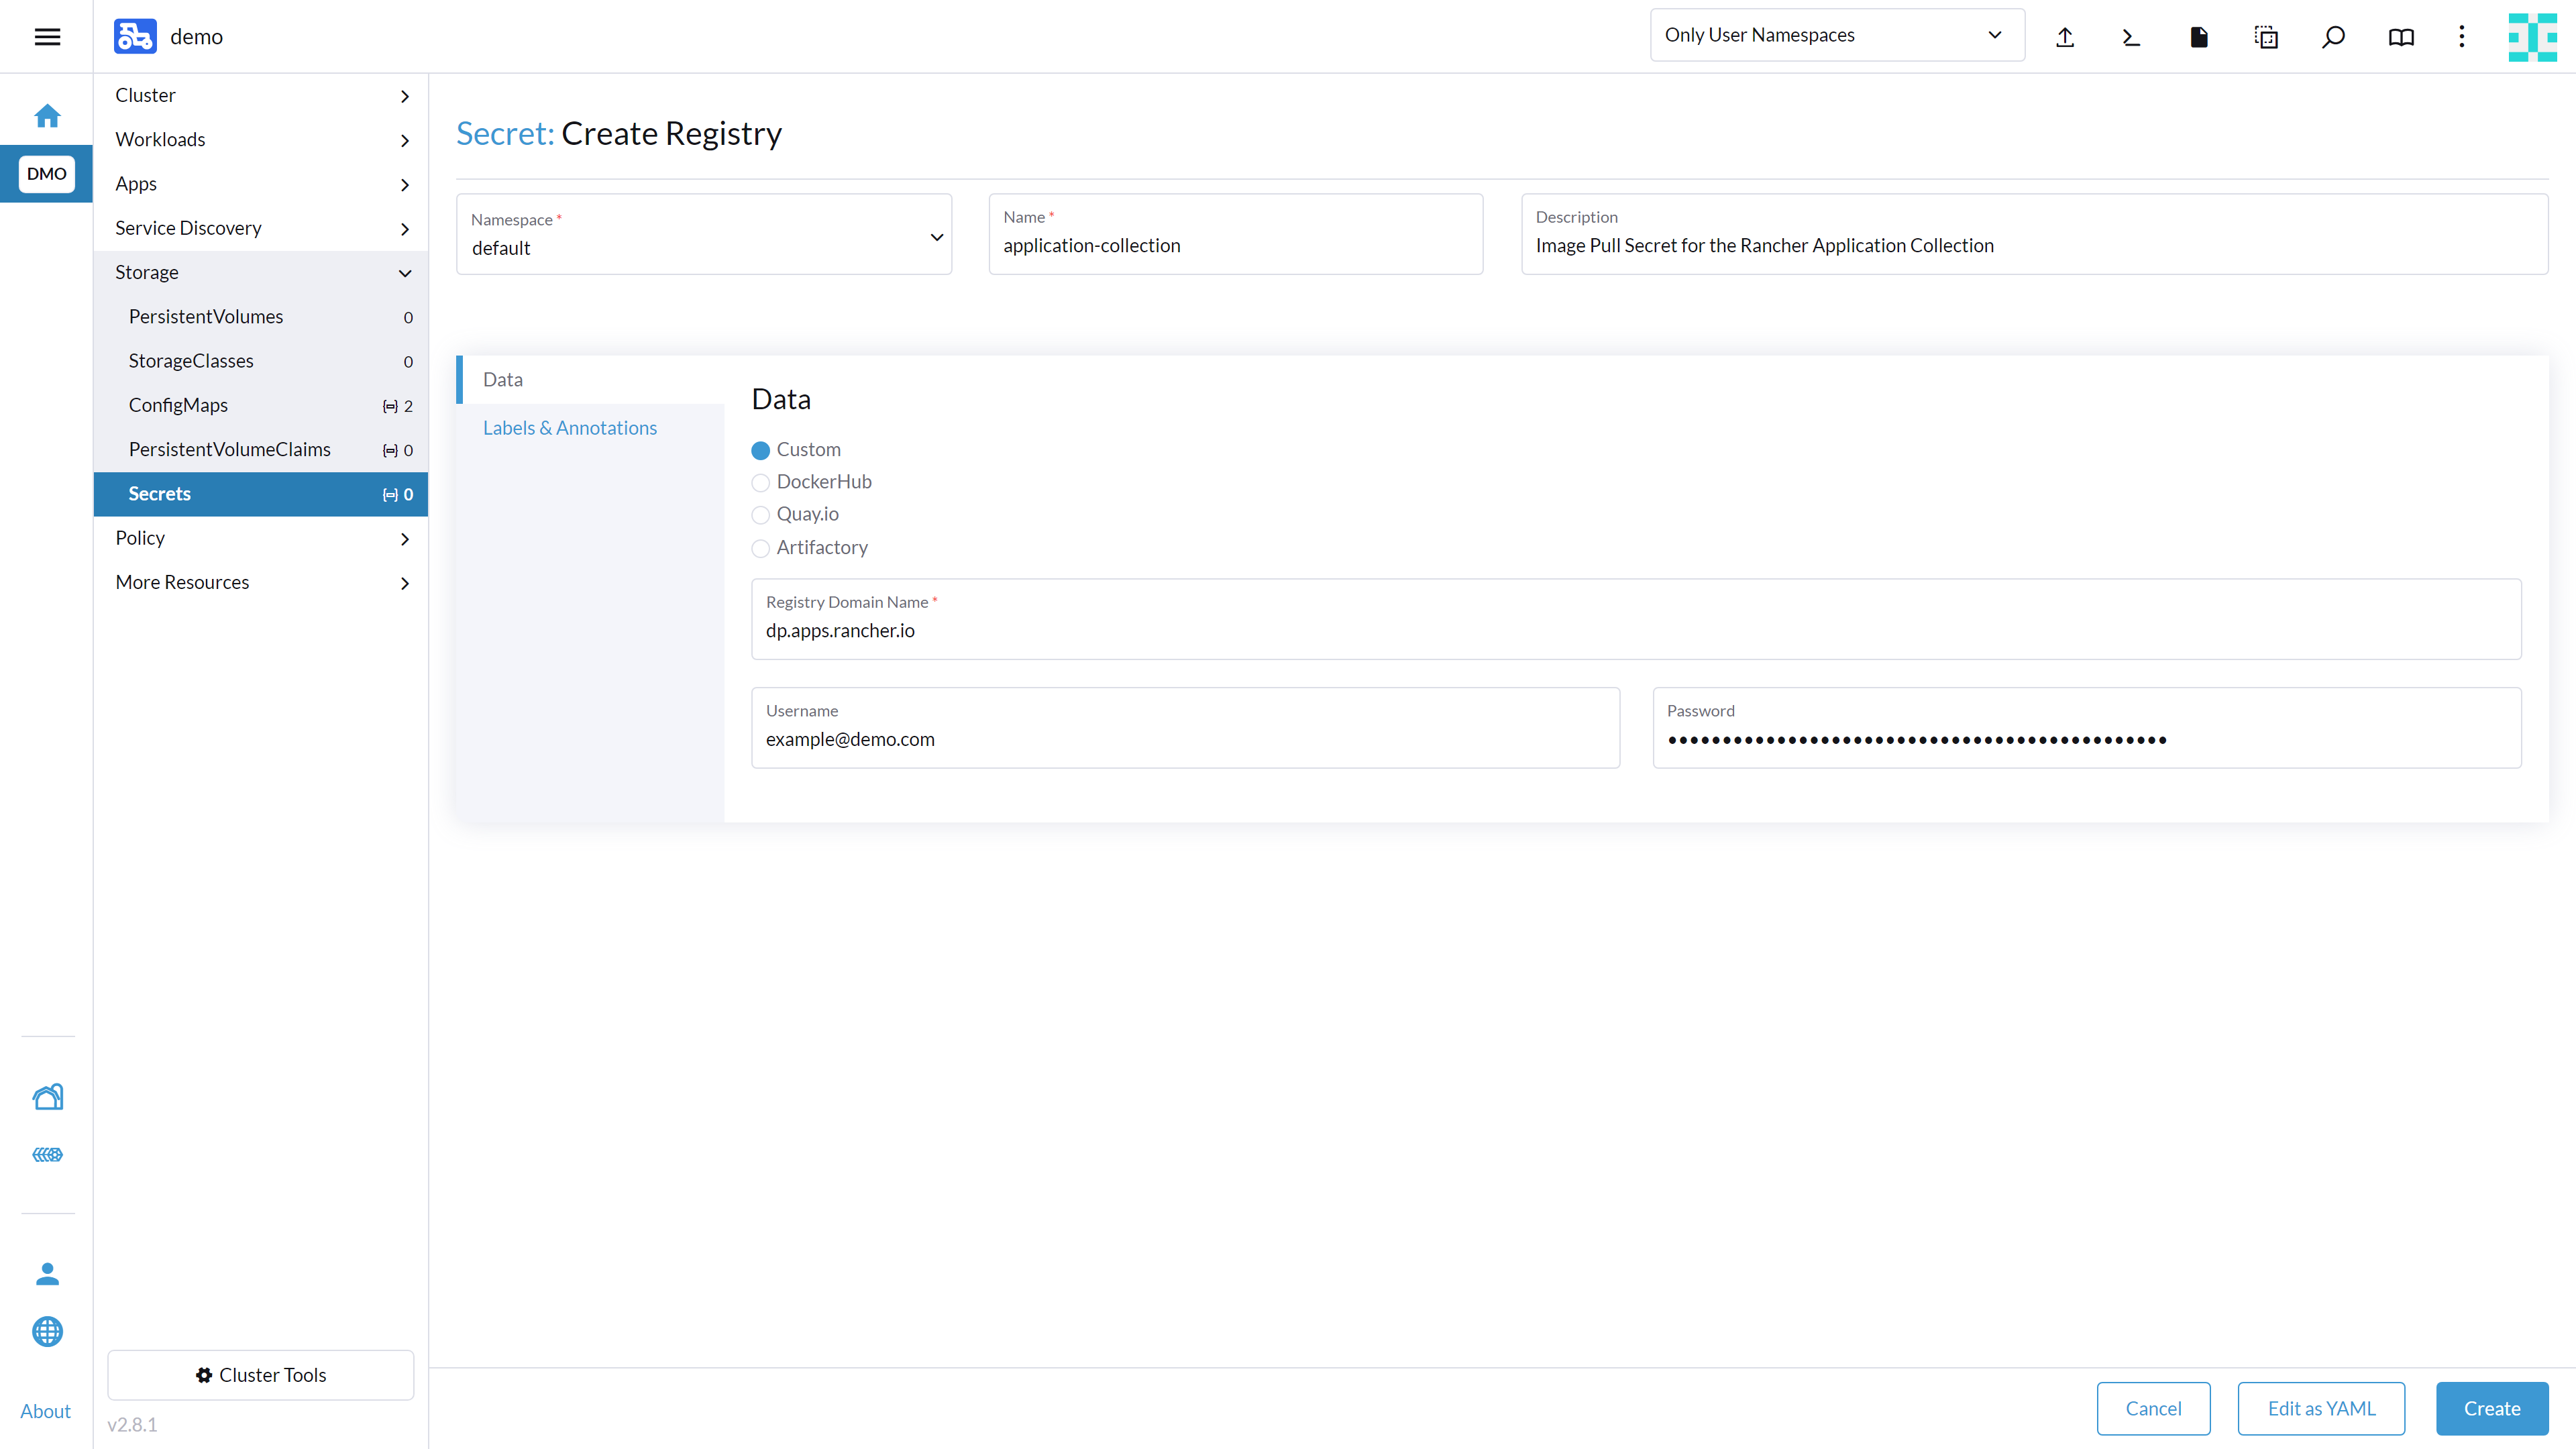 demo
Only User Namespaces
DMO
About
Cluster
Workloads
Apps
Service Discovery
Storage
PersistentVolumes 0
StorageClasses 0
ConfigMaps 2
PersistentVolumeClaims 0
Secrets 0
Policy
More Resources
Cluster Tools
v2.8.1
Secret: Create Registry
Namespace *
default
Name *
application-collection
Description
Image Pull Secret for the Rancher Application Collection
Data
Labels & Annotations
Data
Custom
DockerHub
Quay.io
Artifactory
Registry Domain Name *
dp.apps.rancher.io
Username
example@demo.com
Password
Cancel
Edit as YAML
Create